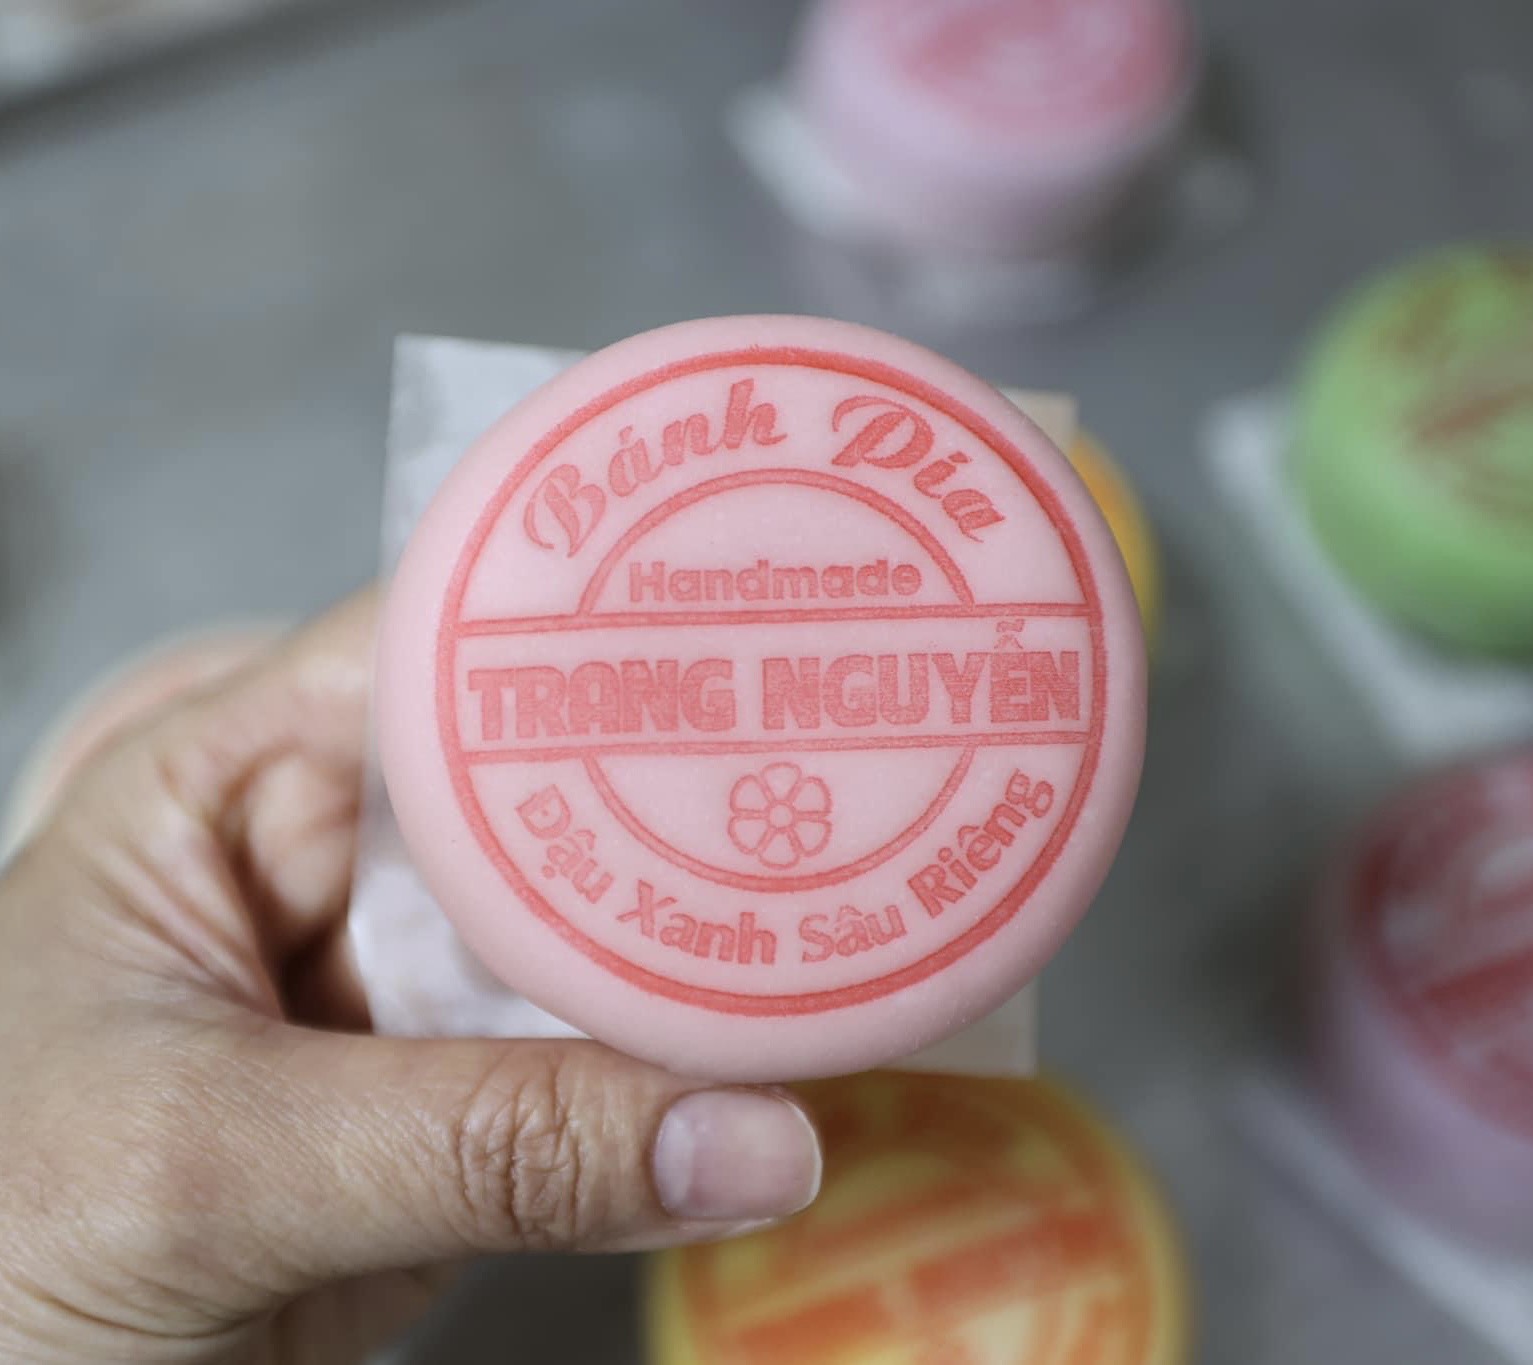 Bánh Pía
Handmade
TRANG NGUYỄN
Đậu Xanh Sầu Riêng